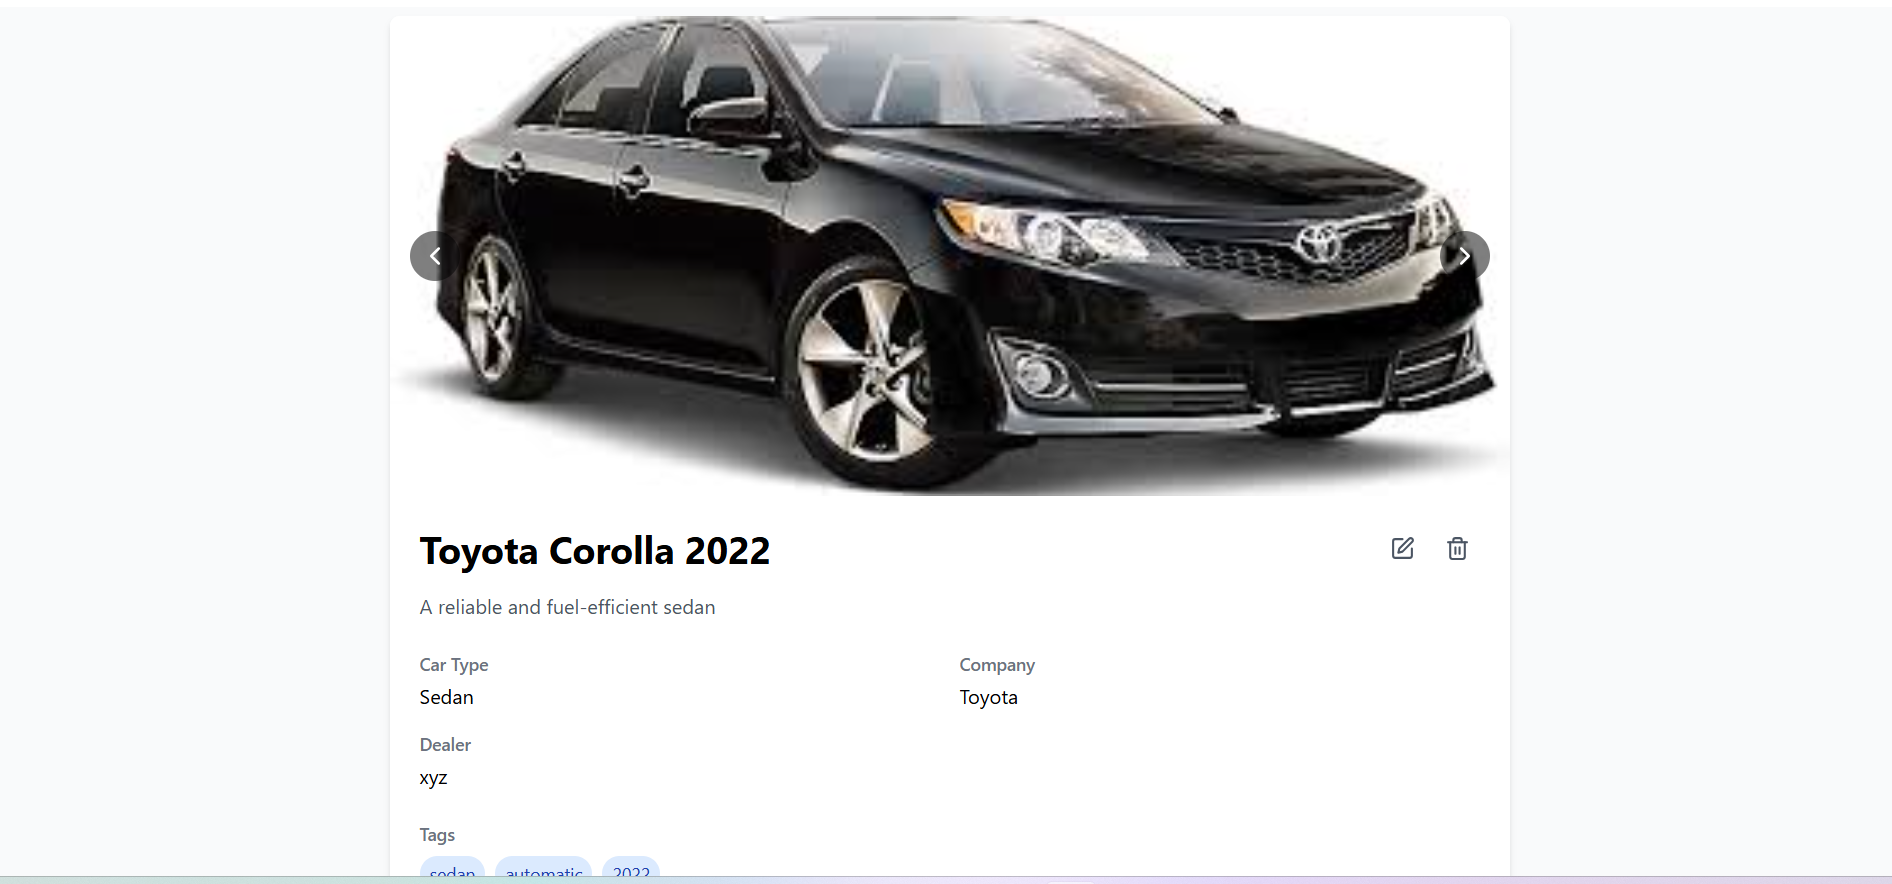 Toyota Corolla 2022
A reliable and fuel-efficient sedan
Car Type
Company
Sedan
Toyota
Dealer
xyz
Tags
sedan automatic 2022